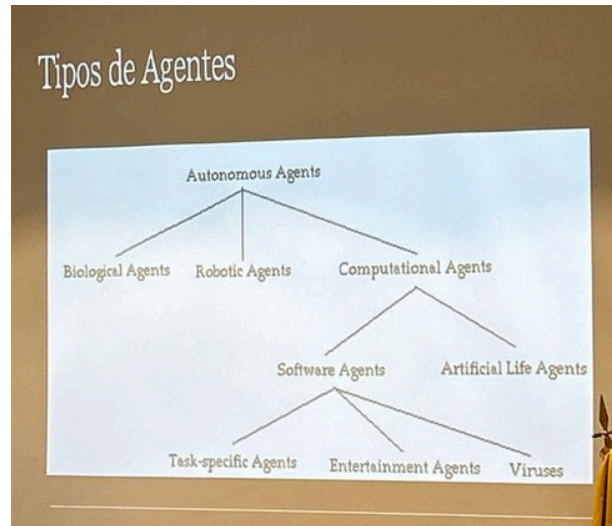 Tipos de Agentes
Autonomous Agents
Biological Agents Robotic Agents Computational Agents
Software Agents Artificial Life Agents
Task-specific Agents Entertainment Agents Viruses